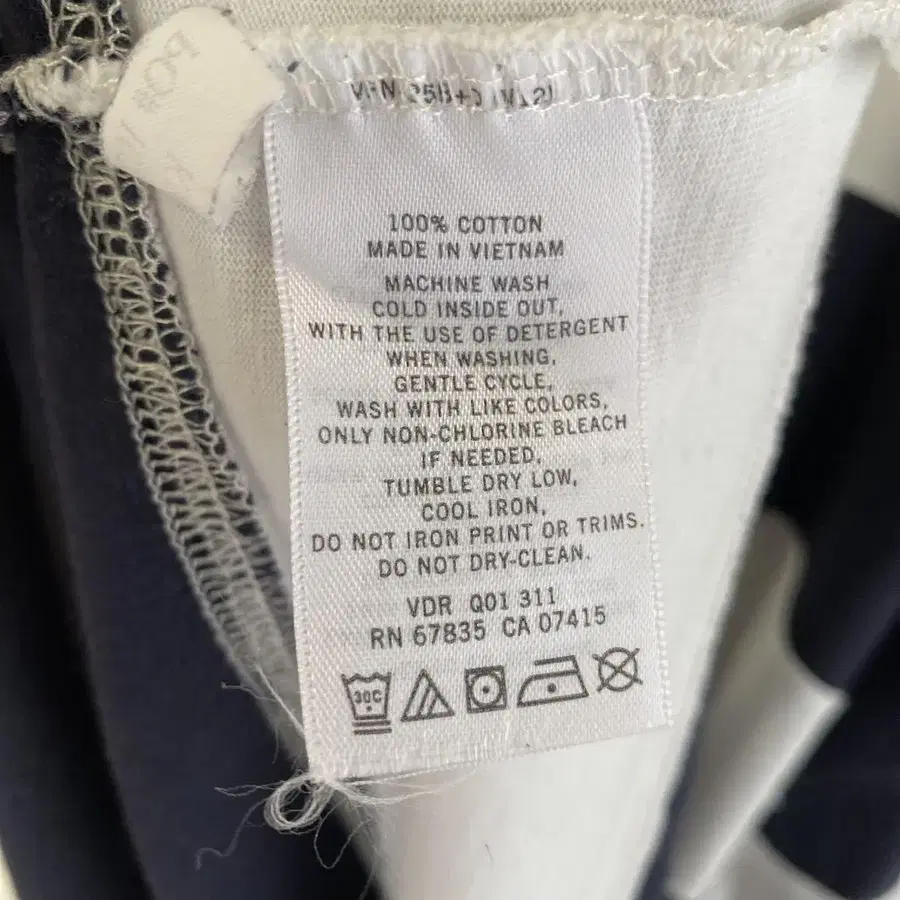 100% COTTON
MADE IN VIETNAM
MACHINE WASH
COLD INSIDE OUT,
WITH THE USE OF DETERGENT
WHEN WASHING,
GENTLE CYCLE,
WASH WITH LIKE COLORS,
ONLY NON-CHLORINE BLEACH
IF NEEDED,
TUMBLE DRY LOW,
COOL IRON,
DO NOT IRON PRINT OR TRIMS.
DO NOT DRY-CLEAN.
VDR Q01 311
RN 67835 CA 07415
30C